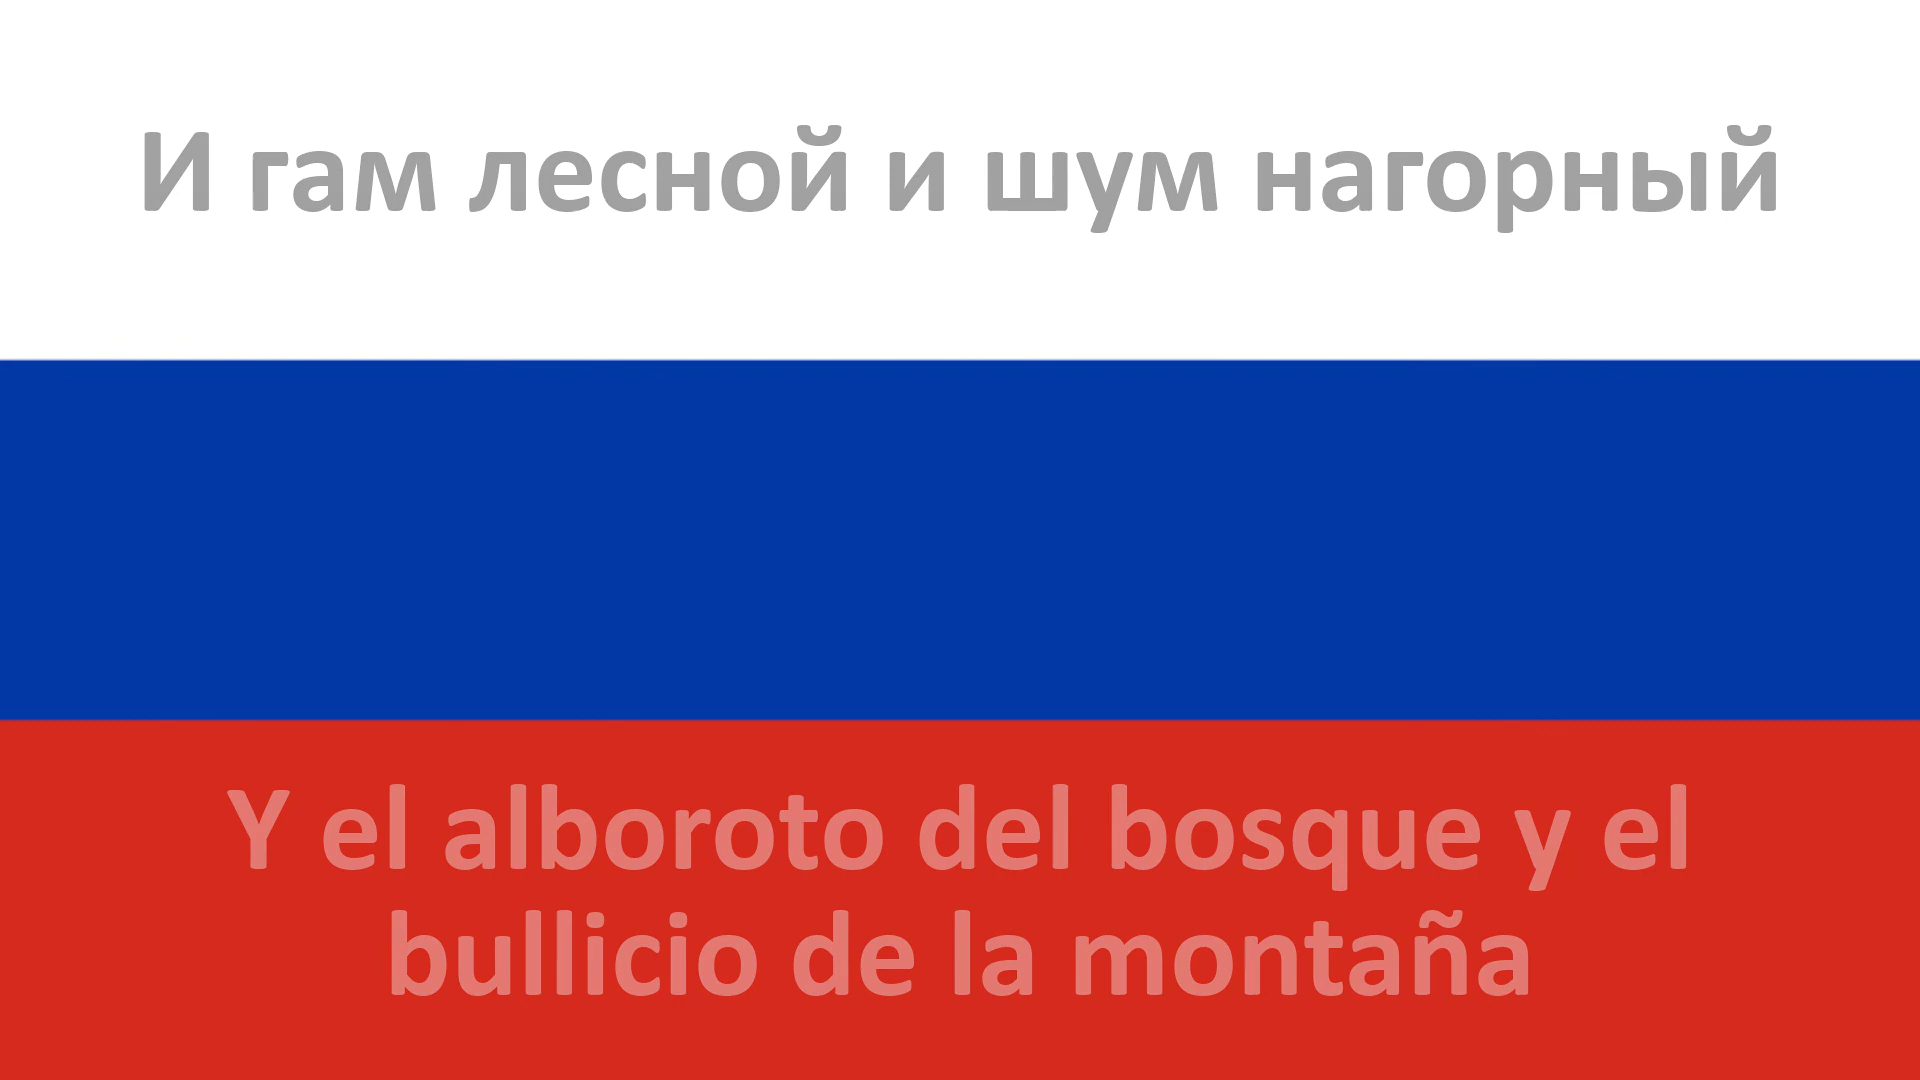 И гам лесной и шум нагорный
Y el alboroto del bosque y el
bullicio de la montaña